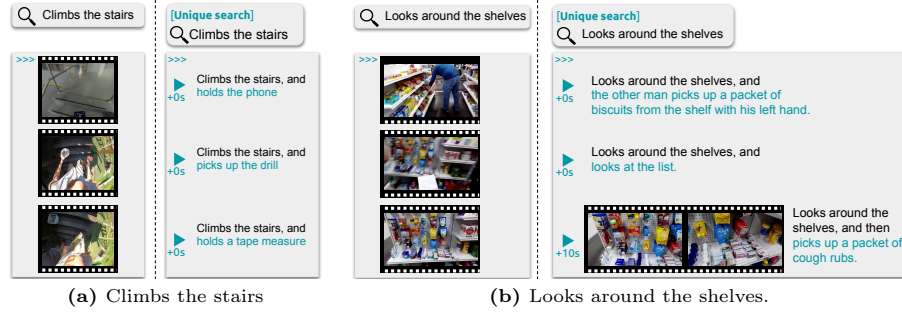 Climbs the stairs
>>>
[Unique search]
Climbs the stairs
>>>
+0s
Climbs the stairs, and
holds the phone
+0s
Climbs the stairs, and
picks up the drill
+0s
Climbs the stairs, and
holds a tape measure
(a) Climbs the stairs
Looks around the shelves
>>>
[Unique search]
Looks around the shelves
>>>
+0s
Looks around the shelves, and
the other man picks up a packet of
biscuits from the shelf with his left hand.
+0s
Looks around the shelves, and
looks at the list.
+10s
Looks around the
shelves, and then
picks up a packet of
cough rubs.
(b) Looks around the shelves.